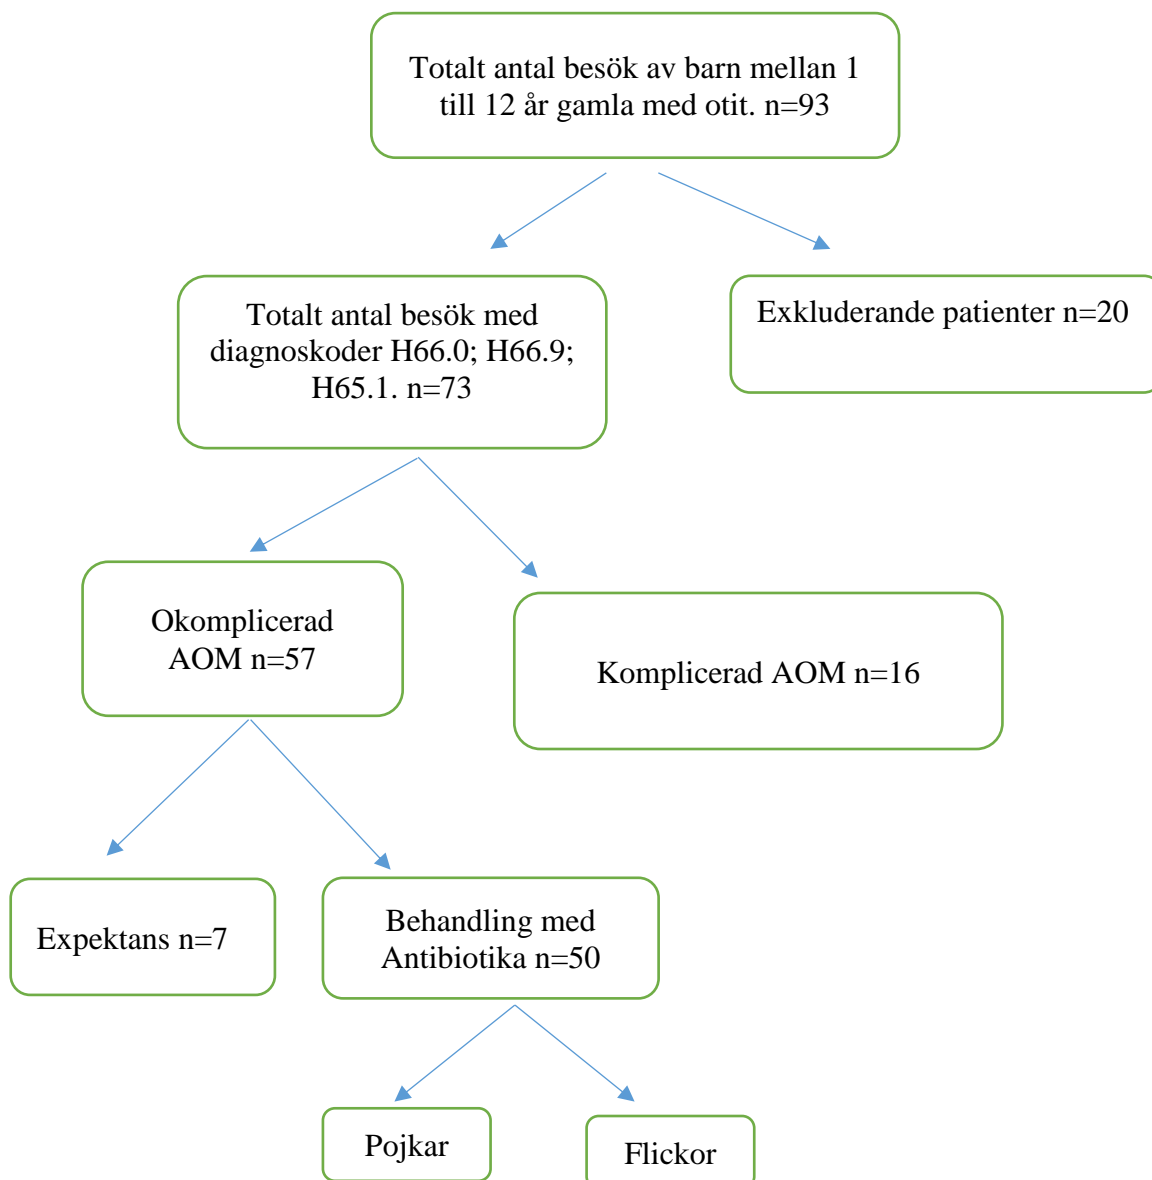 Totalt antal besök av barn mellan 1
till 12 år gamla med otit. n=93
Totalt antal besök med
diagnoskoder H66.0; H66.9;
H65.1. n=73
Exkluderande patienter n=20
Okomplicerad
AOM n=57
Komplicerad AOM n=16
Expektans n=7
Behandling med
Antibiotika n=50
Pojkar
Flickor